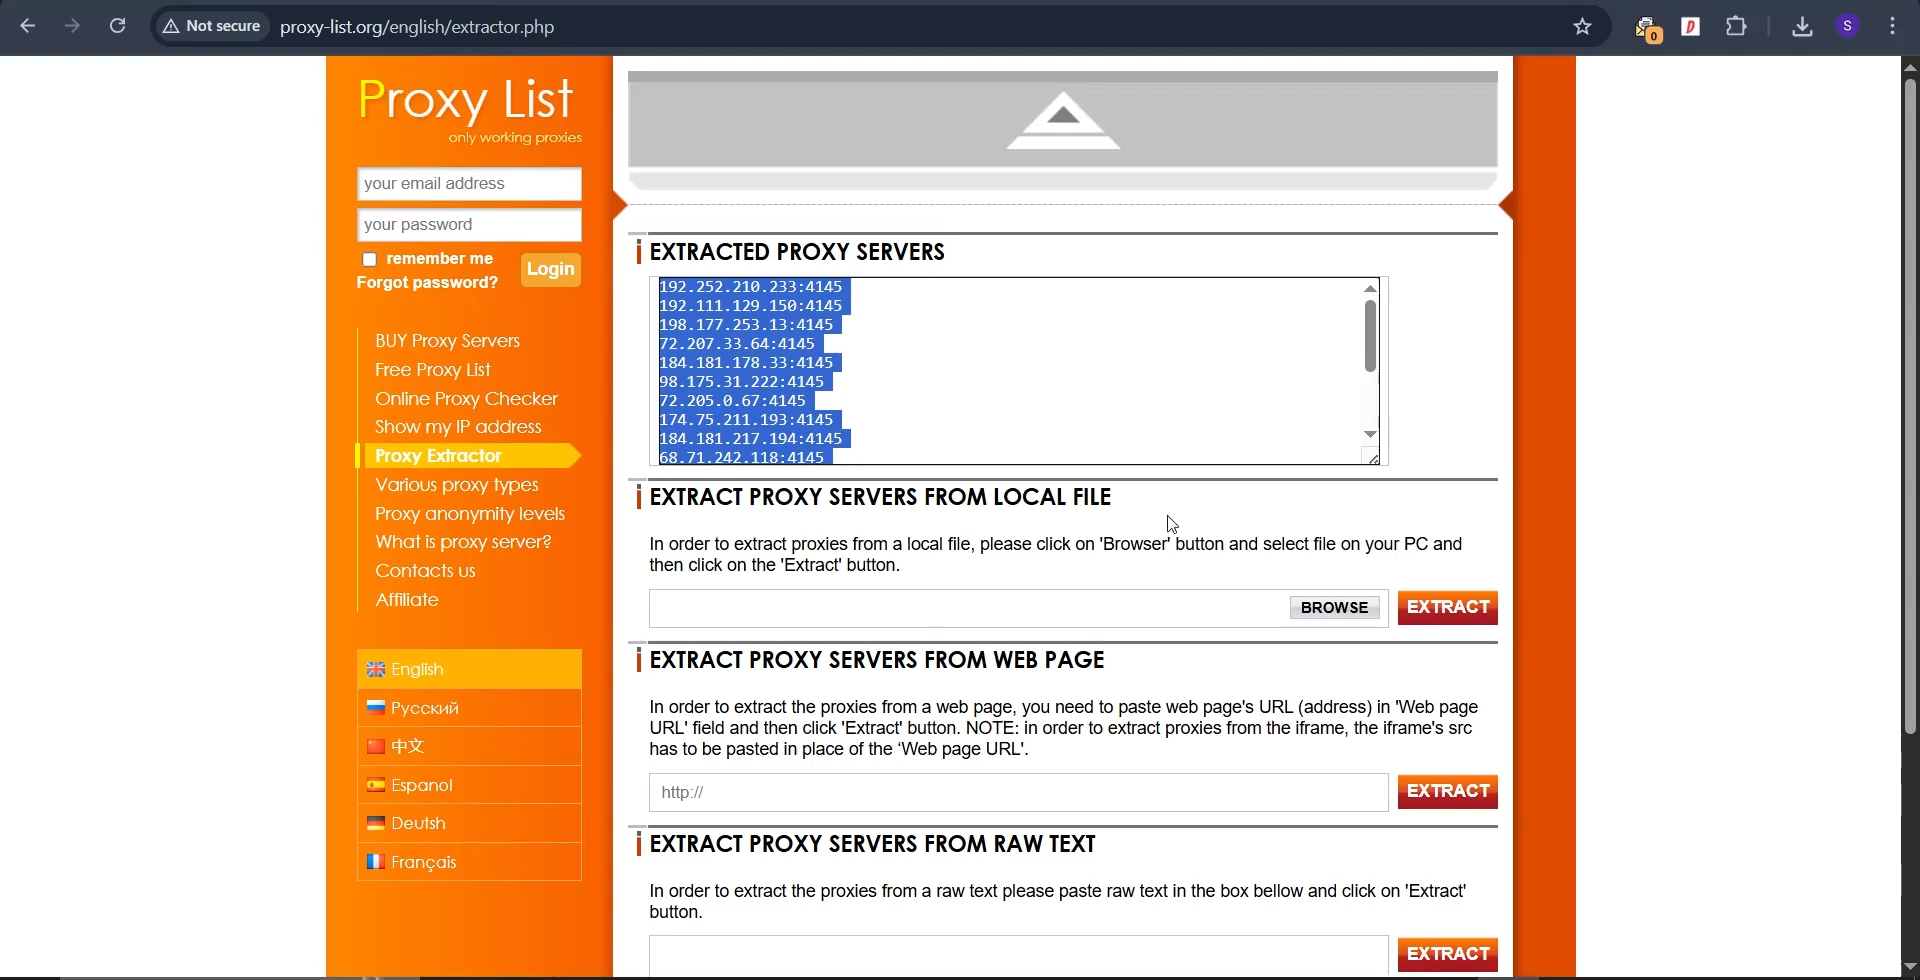 Not secure
proxy-list.org/english/extractor.php
0
S
Proxy List
only working proxies
your email address
your password
remember me
Forgot password?
Login
BUY Proxy Servers
Free Proxy List
Online Proxy Checker
Show my IP address
Proxy Extractor
Various proxy types
Proxy anonymity levels
What is proxy server?
Contacts us
Affiliate
English
Русский
中文
Espanol
Deutsh
Français
EXTRACTED PROXY SERVERS
192.252.210.233:4145
192.111.129.150:4145
198.177.253.13:4145
72.207.33.64:4145
184.181.178.33:4145
98.175.31.222:4145
72.205.0.67:4145
174.75.211.193:4145
184.181.217.194:4145
68.71.242.118:4145
EXTRACT PROXY SERVERS FROM LOCAL FILE
In order to extract proxies from a local file, please click on 'Browser' button and select file on your PC and
then click on the 'Extract' button.
BROWSE
EXTRACT
EXTRACT PROXY SERVERS FROM WEB PAGE
In order to extract the proxies from a web page, you need to paste web page's URL (address) in 'Web page
URL' field and then click 'Extract' button. NOTE: in order to extract proxies from the iframe, the iframe's src
has to be pasted in place of the ‘Web page URL'.
http://
EXTRACT
EXTRACT PROXY SERVERS FROM RAW TEXT
In order to extract the proxies from a raw text please paste raw text in the box bellow and click on 'Extract'
button.
EXTRACT